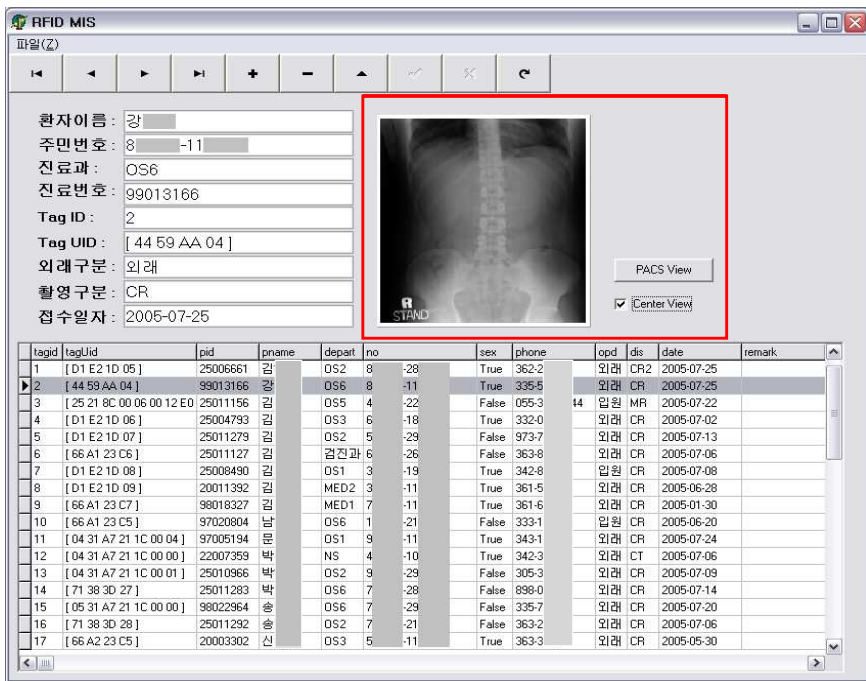 RFID MIS
파일(Z)
환자이름 : 강
주민번호 : 8 -11
진료과 : OS6
진료번호 : 99013166
Tag ID : 2
Tag UID : [ 44 59 AA 04 ]
외래구분 : 외래
촬영구분 : CR
접수일자 : 2005-07-25
R
STAND
PACS View
Center View
tagid tagUid pid pname depart no sex phone opd dis date remark
1 [ D1 E2 1D 05 ] 25006661 김 OS2 8 -28 True 362-2 외래 CR2 2005-07-25
2 [ 44 59 AA 04 ] 99013166 강 OS6 8 -11 True 335-5 외래 CR 2005-07-25
3 [ 25 21 8C 00 06 00 12 E0 25011156 김 OS5 4 -22 False 055-3 44 입원 MR 2005-07-22
4 [ D1 E2 1D 06 ] 25004793 김 OS3 6 -18 True 332-0 외래 CR 2005-07-02
5 [ D1 E2 1D 07 ] 25011279 김 OS2 5 -29 False 973-7 외래 CR 2005-07-13
6 [ 66 A1 23 C6 ] 25011127 김 검진과 6 -26 False 363-8 외래 CR 2005-07-06
7 [ D1 E2 1D 08 ] 25008490 김 OS1 3 -19 True 342-8 입원 CR 2005-07-08
8 [ D1 E2 1D 09 ] 20011392 김 MED2 3 -11 True 361-5 외래 CR 2005-06-28
9 [ 66 A1 23 C7 ] 98018327 김 MED1 7 -11 True 361-6 외래 CR 2005-01-30
10 [ 66 A1 23 C5 ] 97020804 남 OS6 1 -21 False 333-1 입원 CR 2005-06-20
11 [ 04 31 A7 21 1C 00 04 ] 97005194 문 OS1 9 -11 True 343-1 외래 CR 2005-07-24
12 [ 04 31 A7 21 1C 00 00 ] 22007359 박 NS 4 -10 True 342-3 외래 CT 2005-07-06
13 [ 04 31 A7 21 1C 00 01 ] 25010966 박 OS2 9 -29 False 305-3 외래 CR 2005-07-09
14 [ 71 38 3D 27 ] 25011283 박 OS6 7 -28 False 898-0 외래 CR 2005-07-14
15 [ 05 31 A7 21 1C 00 00 ] 98022964 송 OS6 7 -29 False 335-7 외래 CR 2005-07-20
16 [ 71 38 3D 28 ] 25011292 송 OS2 7 -21 False 363-2 외래 CR 2005-07-06
17 [ 66 A2 23 C5 ] 20003302 신 OS3 5 -11 True 363-3 외래 CR 2005-05-30